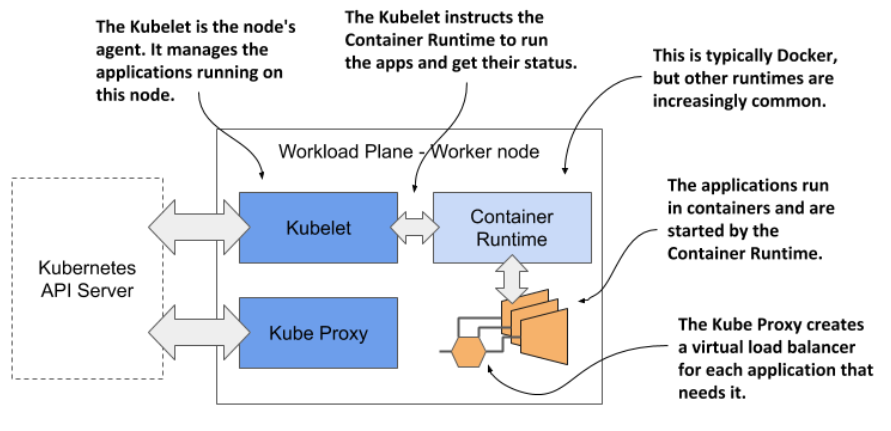 The Kubelet is the node's
agent. It manages the
applications running on
this node.
The Kubelet instructs the
Container Runtime to run
the apps and get their status.
This is typically Docker,
but other runtimes are
increasingly common.
Workload Plane - Worker node
The applications run
in containers and are
started by the
Container Runtime.
Kubernetes
API Server
Kubelet
Container
Runtime
Kube Proxy
The Kube Proxy creates
a virtual load balancer
for each application that
needs it.